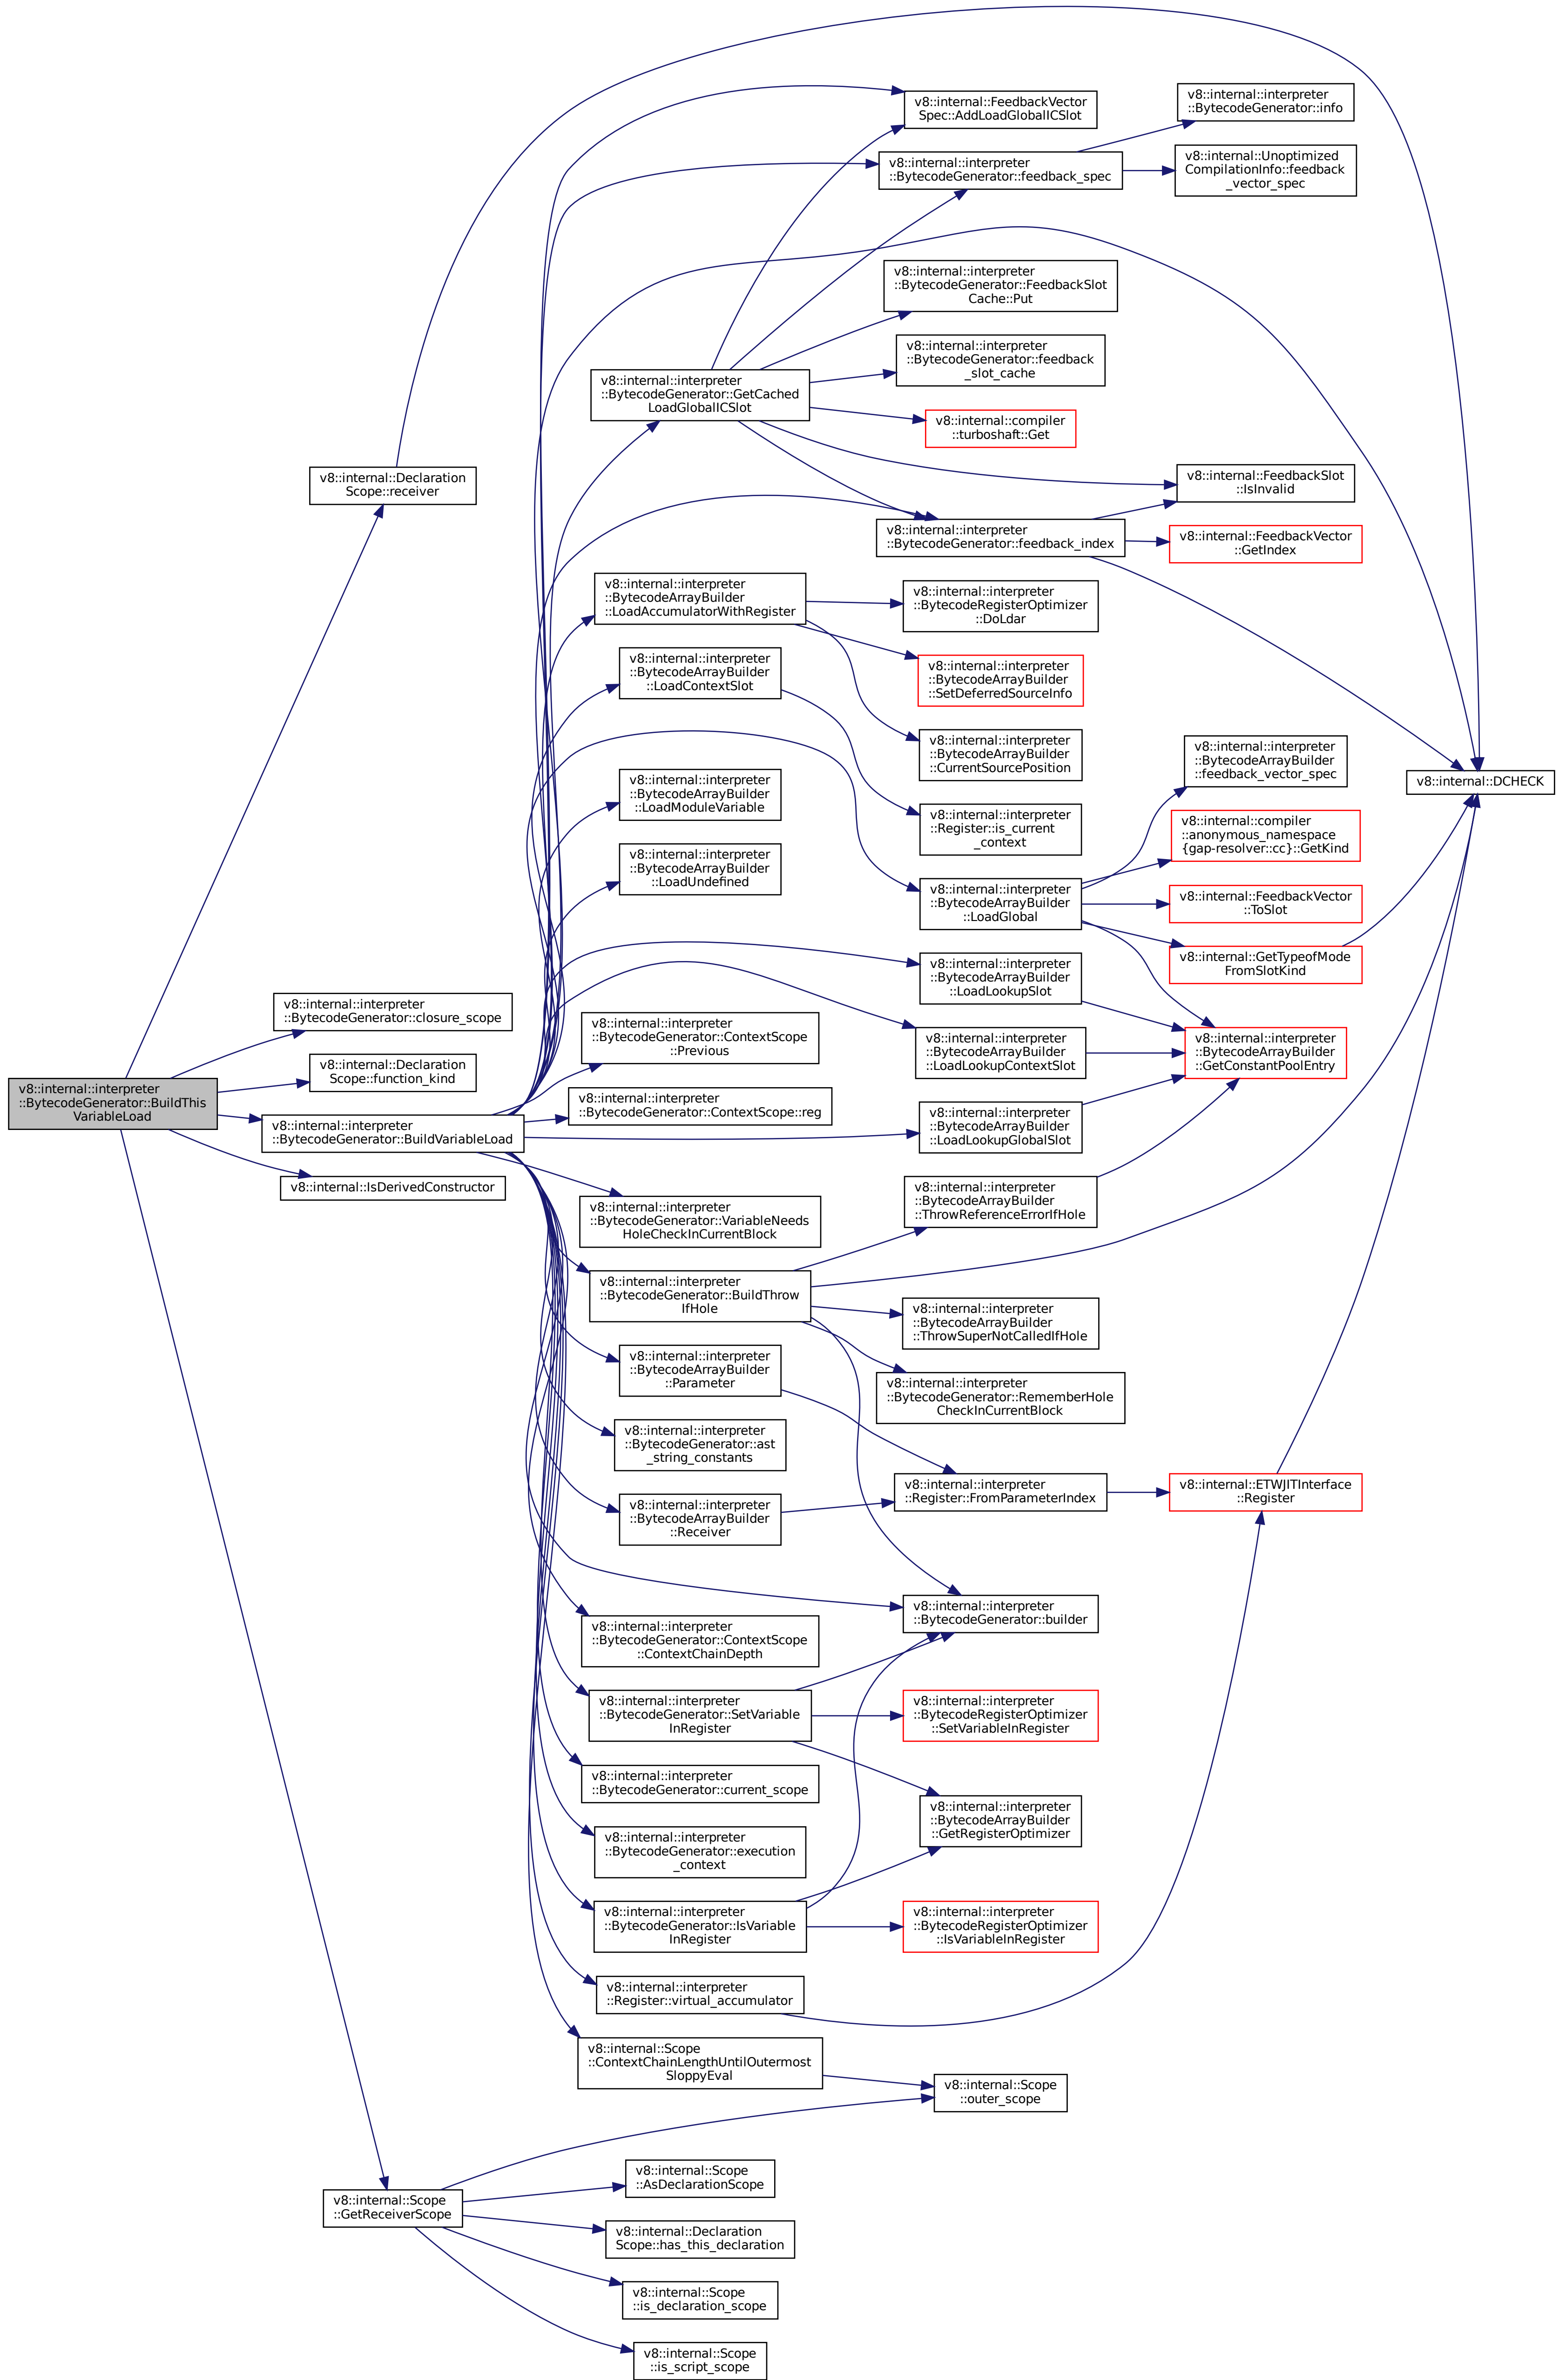 v8::internal::interpreter
::BytecodeGenerator::BuildThis
VariableLoad
v8::internal::Declaration
Scope::receiver
v8::internal::interpreter
::BytecodeGenerator::closure_scope
v8::internal::Declaration
Scope::function_kind
v8::internal::interpreter
::BytecodeGenerator::BuildVariableLoad
v8::internal::IsDerivedConstructor
v8::internal::Scope
::GetReceiverScope
v8::internal::interpreter
::BytecodeGenerator::GetCached
LoadGlobalICSlot
v8::internal::interpreter
::BytecodeArrayBuilder
::LoadAccumulatorWithRegister
v8::internal::interpreter
::BytecodeArrayBuilder
::LoadContextSlot
v8::internal::interpreter
::BytecodeArrayBuilder
::LoadModuleVariable
v8::internal::interpreter
::BytecodeArrayBuilder
::LoadUndefined
v8::internal::interpreter
::BytecodeGenerator::ContextScope
::Previous
v8::internal::interpreter
::BytecodeGenerator::ContextScope::reg
v8::internal::interpreter
::BytecodeGenerator::VariableNeeds
HoleCheckInCurrentBlock
v8::internal::interpreter
::BytecodeGenerator::BuildThrow
IfHole
v8::internal::interpreter
::BytecodeArrayBuilder
::Parameter
v8::internal::interpreter
::BytecodeGenerator::ast
_string_constants
v8::internal::interpreter
::BytecodeArrayBuilder
::Receiver
v8::internal::interpreter
::BytecodeGenerator::ContextScope
::ContextChainDepth
v8::internal::interpreter
::BytecodeGenerator::SetVariable
InRegister
v8::internal::interpreter
::BytecodeGenerator::current_scope
v8::internal::interpreter
::BytecodeGenerator::execution
_context
v8::internal::interpreter
::BytecodeGenerator::IsVariable
InRegister
v8::internal::interpreter
::Register::virtual_accumulator
v8::internal::Scope
::ContextChainLengthUntilOutermost
SloppyEval
v8::internal::Scope
::AsDeclarationScope
v8::internal::Declaration
Scope::has_this_declaration
v8::internal::Scope
::is_declaration_scope
v8::internal::Scope
::is_script_scope
v8::internal::FeedbackVector
Spec::AddLoadGlobalICSlot
v8::internal::interpreter
::BytecodeGenerator::feedback_spec
v8::internal::interpreter
::BytecodeGenerator::FeedbackSlot
Cache::Put
v8::internal::interpreter
::BytecodeGenerator::feedback
_slot_cache
v8::internal::compiler
::turboshaft::Get
v8::internal::interpreter
::BytecodeGenerator::feedback_index
v8::internal::interpreter
::BytecodeRegisterOptimizer
::DoLdar
v8::internal::interpreter
::BytecodeArrayBuilder
::SetDeferredSourceInfo
v8::internal::interpreter
::BytecodeArrayBuilder
::CurrentSourcePosition
v8::internal::interpreter
::Register::is_current
_context
v8::internal::interpreter
::BytecodeArrayBuilder
::LoadGlobal
v8::internal::interpreter
::BytecodeArrayBuilder
::LoadLookupSlot
v8::internal::interpreter
::BytecodeArrayBuilder
::LoadLookupContextSlot
v8::internal::interpreter
::BytecodeArrayBuilder
::LoadLookupGlobalSlot
v8::internal::interpreter
::BytecodeArrayBuilder
::ThrowReferenceErrorIfHole
v8::internal::interpreter
::BytecodeArrayBuilder
::ThrowSuperNotCalledIfHole
v8::internal::interpreter
::BytecodeGenerator::RememberHole
CheckInCurrentBlock
v8::internal::interpreter
::Register::FromParameterIndex
v8::internal::interpreter
::BytecodeGenerator::builder
v8::internal::interpreter
::BytecodeRegisterOptimizer
::SetVariableInRegister
v8::internal::interpreter
::BytecodeArrayBuilder
::GetRegisterOptimizer
v8::internal::interpreter
::BytecodeRegisterOptimizer
::IsVariableInRegister
v8::internal::Scope
::outer_scope
v8::internal::interpreter
::BytecodeGenerator::info
v8::internal::Unoptimized
CompilationInfo::feedback
_vector_spec
v8::internal::FeedbackSlot
::IsInvalid
v8::internal::FeedbackVector
::GetIndex
v8::internal::interpreter
::BytecodeArrayBuilder
::feedback_vector_spec
v8::internal::compiler
::anonymous_namespace
{gap-resolver::cc}::GetKind
v8::internal::FeedbackVector
::ToSlot
v8::internal::GetTypeofMode
FromSlotKind
v8::internal::interpreter
::BytecodeArrayBuilder
::GetConstantPoolEntry
v8::internal::ETWJITInterface
::Register
v8::internal::DCHECK